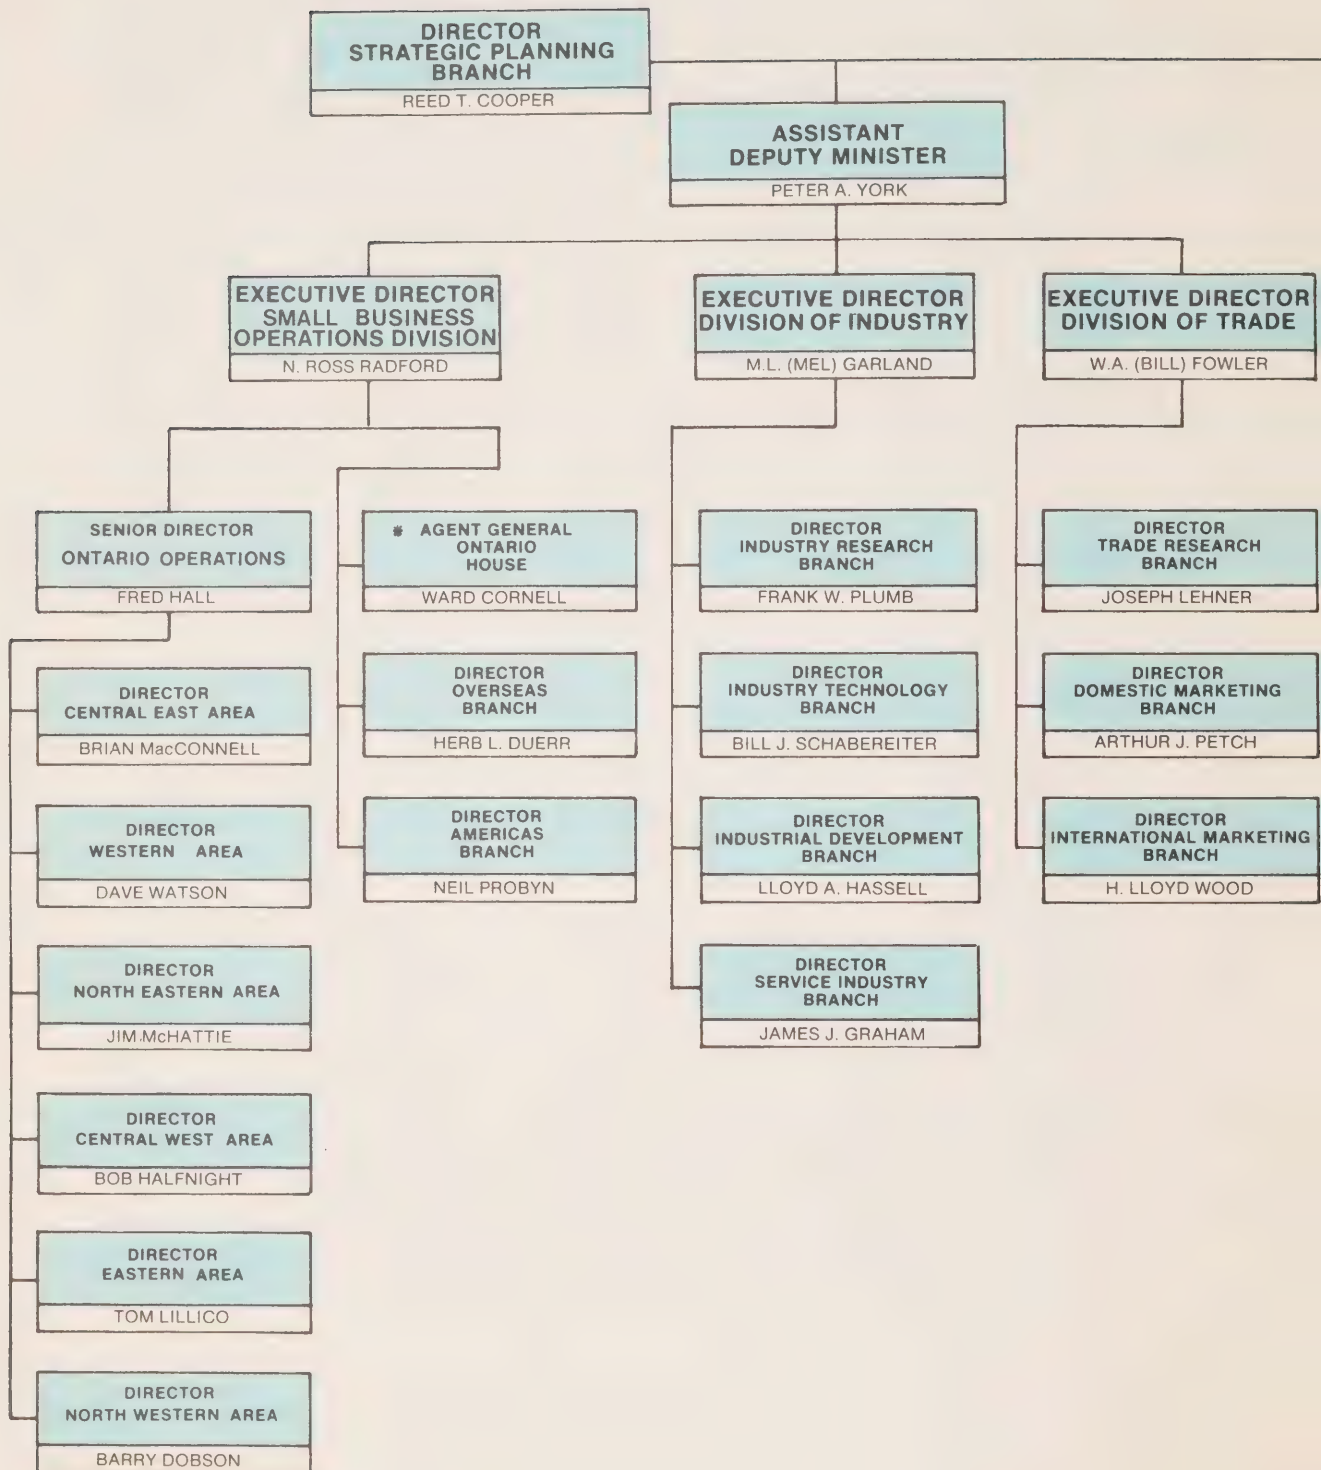 DIRECTOR
STRATEGIC PLANNING
BRANCH
REED T. COOPER
ASSISTANT
DEPUTY MINISTER
PETER A. YORK
EXECUTIVE DIRECTOR
SMALL BUSINESS
OPERATIONS DIVISION
N. ROSS RADFORD
EXECUTIVE DIRECTOR
DIVISION OF INDUSTRY
M.L. (MEL) GARLAND
EXECUTIVE DIRECTOR
DIVISION OF TRADE
W.A. (BILL) FOWLER
SENIOR DIRECTOR
ONTARIO OPERATIONS
FRED HALL
* AGENT GENERAL
ONTARIO
HOUSE
WARD CORNELL
DIRECTOR
INDUSTRY RESEARCH
BRANCH
FRANK W. PLUMB
DIRECTOR
TRADE RESEARCH
BRANCH
JOSEPH LEHNER
DIRECTOR
CENTRAL EAST AREA
BRIAN MacCONNELL
DIRECTOR
OVERSEAS
BRANCH
HERB L. DUERR
DIRECTOR
INDUSTRY TECHNOLOGY
BRANCH
BILL J. SCHABEREITER
DIRECTOR
DOMESTIC MARKETING
BRANCH
ARTHUR J. PETCH
DIRECTOR
WESTERN AREA
DAVE WATSON
DIRECTOR
AMERICAS
BRANCH
NEIL PROBYN
DIRECTOR
INDUSTRIAL DEVELOPMENT
BRANCH
LLOYD A. HASSELL
DIRECTOR
INTERNATIONAL MARKETING
BRANCH
H. LLOYD WOOD
DIRECTOR
NORTH EASTERN AREA
JIM McHATTIE
DIRECTOR
SERVICE INDUSTRY
BRANCH
JAMES J. GRAHAM
DIRECTOR
CENTRAL WEST AREA
BOB HALFNIGHT
DIRECTOR
EASTERN AREA
TOM LILLICO
DIRECTOR
NORTH WESTERN AREA
BARRY DOBSON